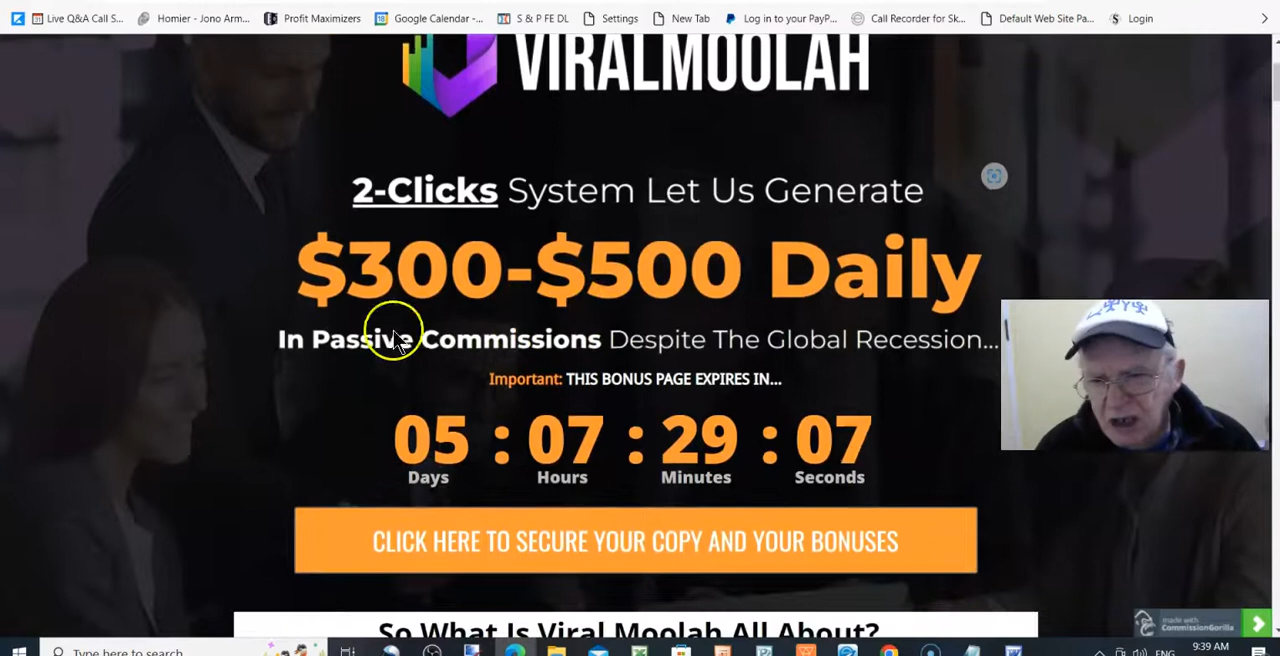 Live Q&A Call S...
Homier - Jono Arm...
Profit Maximizers
Google Calendar -...
S & P FE DL
Settings
New Tab
Log in to your PayP...
Call Recorder for Sk...
Default Web Site Pa...
Login
VIRALMOOLAH
2-Clicks System Let Us Generate
$300-$500 Daily
In Passive Commissions Despite The Global Recession...
Important: THIS BONUS PAGE EXPIRES IN...
05 : 07 : 29 : 07
Days Hours Minutes Seconds
CLICK HERE TO SECURE YOUR COPY AND YOUR BONUSES
made with
CommissionGorilla
So What Is Viral Moolah All About?
Type here to search
ENG
9:39 AM